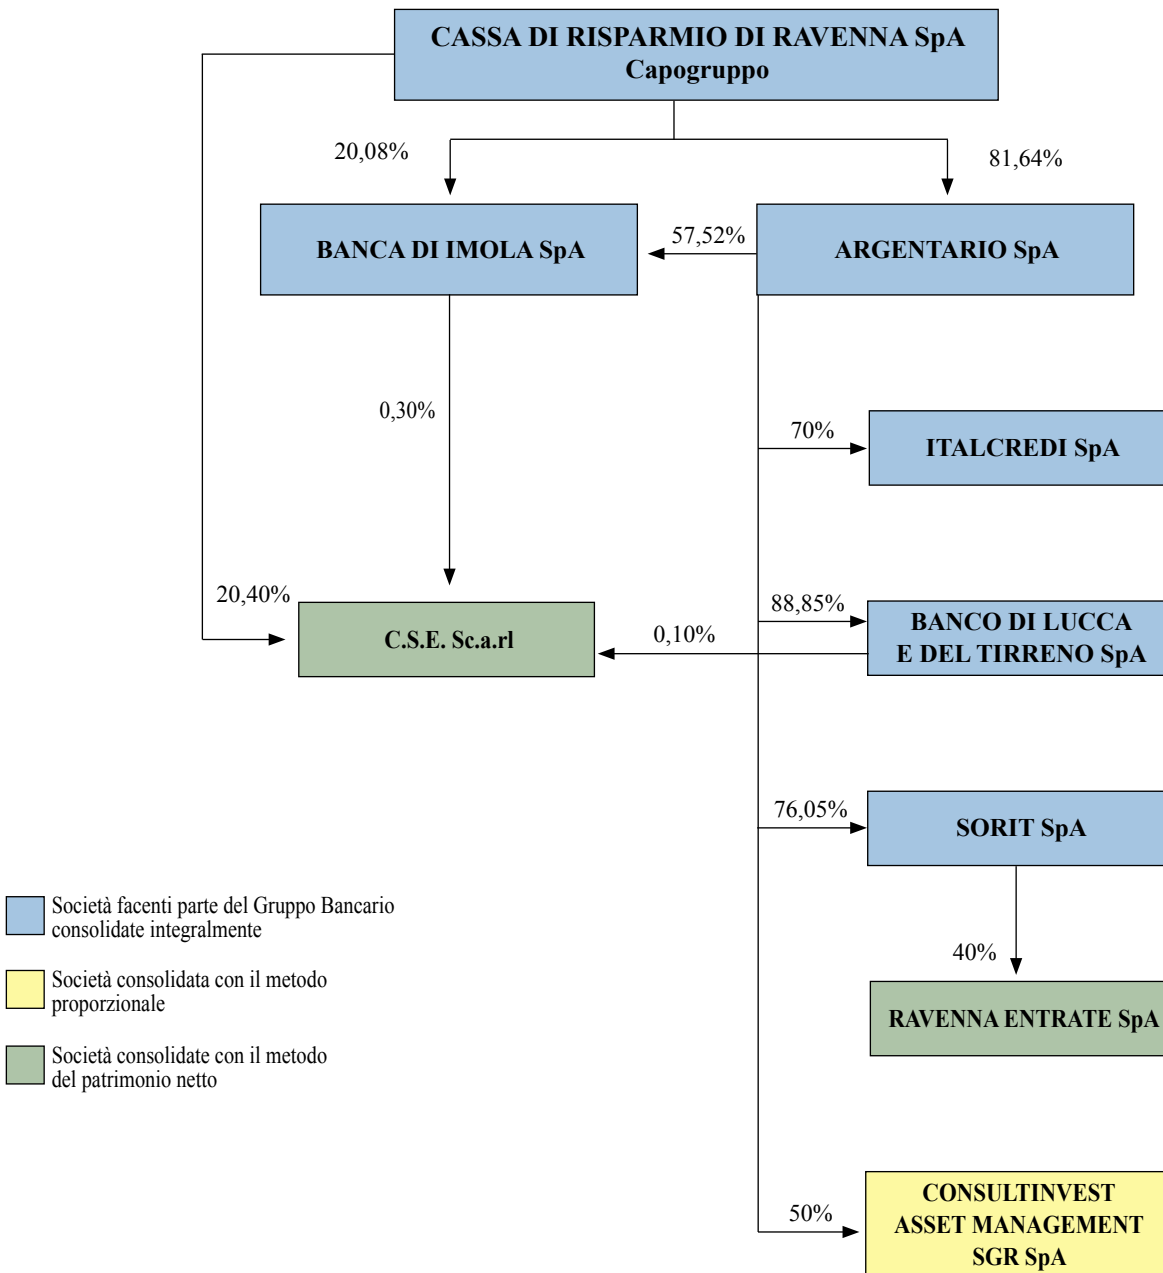 CASSA DI RISPARMIO DI RAVENNA SpA
Capogruppo
20,08%
81,64%
BANCA DI IMOLA SpA
57,52%
ARGENTARIO SpA
0,30%
70%
ITALCREDI SpA
20,40%
C.S.E. Sc.a.rl
0,10%
88,85%
BANCO DI LUCCA
E DEL TIRRENO SpA
76,05%
SORIT SpA
40%
RAVENNA ENTRATE SpA
Società facenti parte del Gruppo Bancario
consolidate integralmente
Società consolidata con il metodo
proporzionale
Società consolidate con il metodo
del patrimonio netto
50%
CONSULTINVEST
ASSET MANAGEMENT
SGR SpA